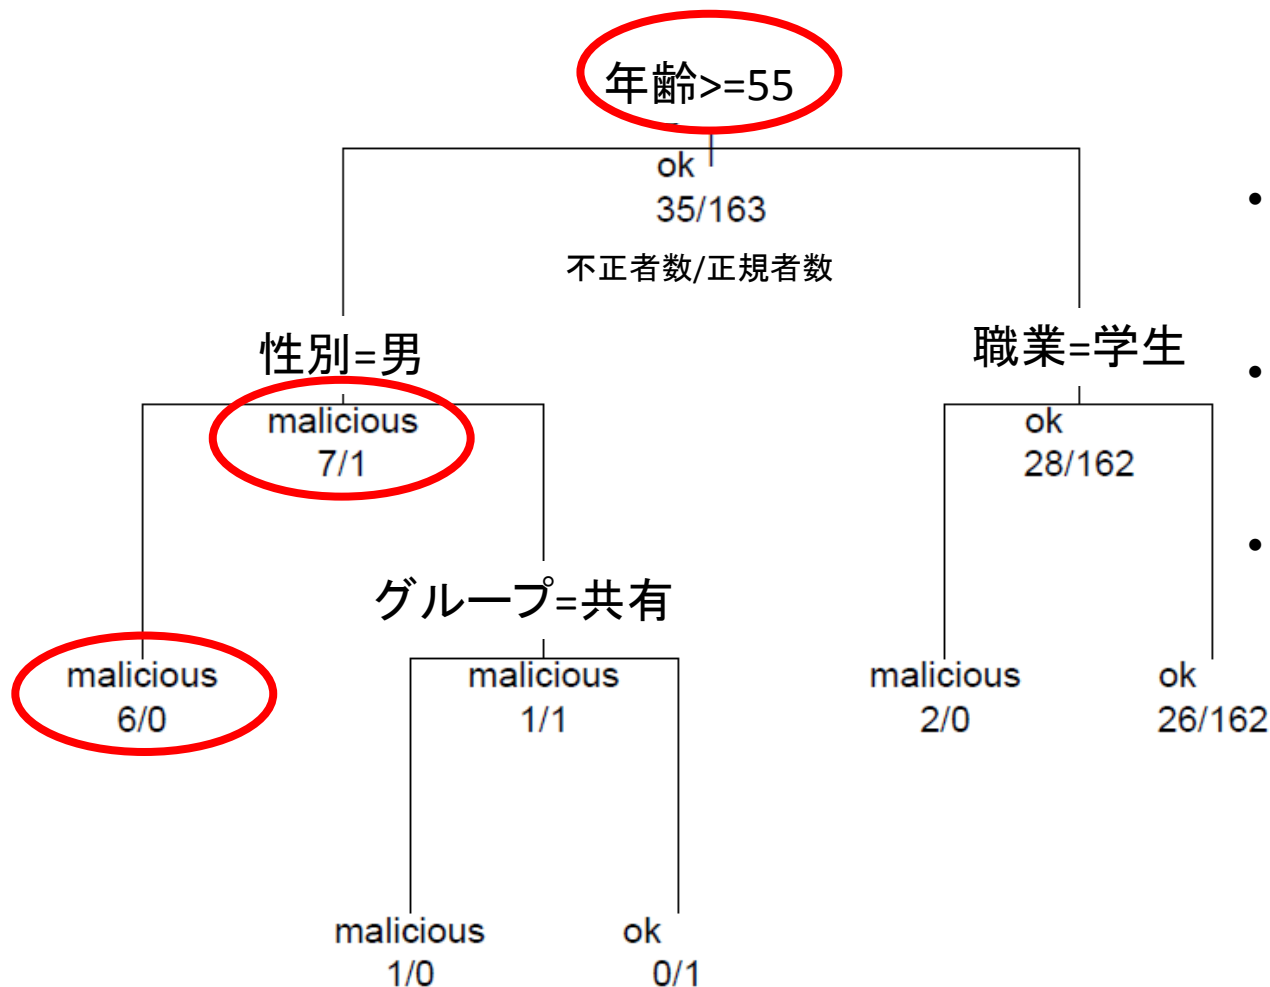 年齢>=55
ok
35/163
不正者数/正規者数
性別=男
職業=学生
malicious
7/1
ok
28/162
グループ=共有
malicious
6/0
malicious
1/1
malicious
2/0
ok
26/162
malicious
1/0
ok
0/1
•
•
•